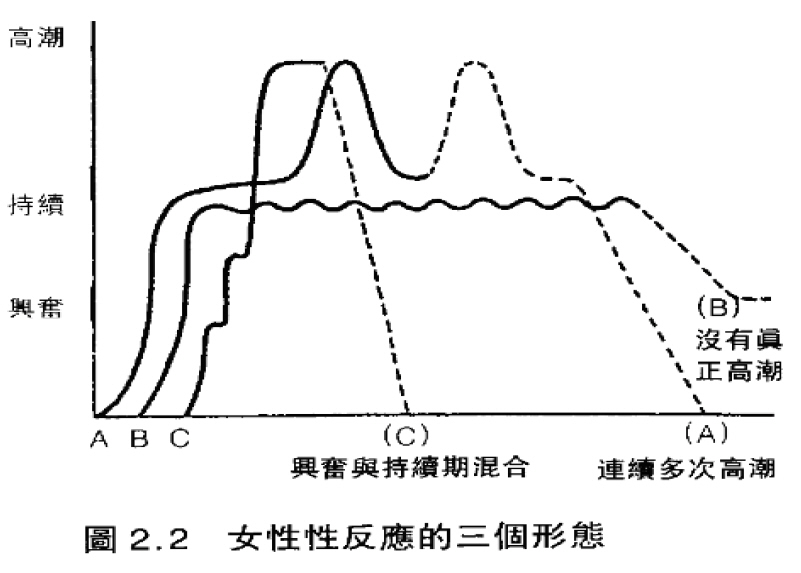 高潮
持續
興奮
(B)
沒有眞
正高潮
A B C (C) (A)
興奮與持續期混合 連續多次高潮
圖 2.2 女性性反應的三個形態